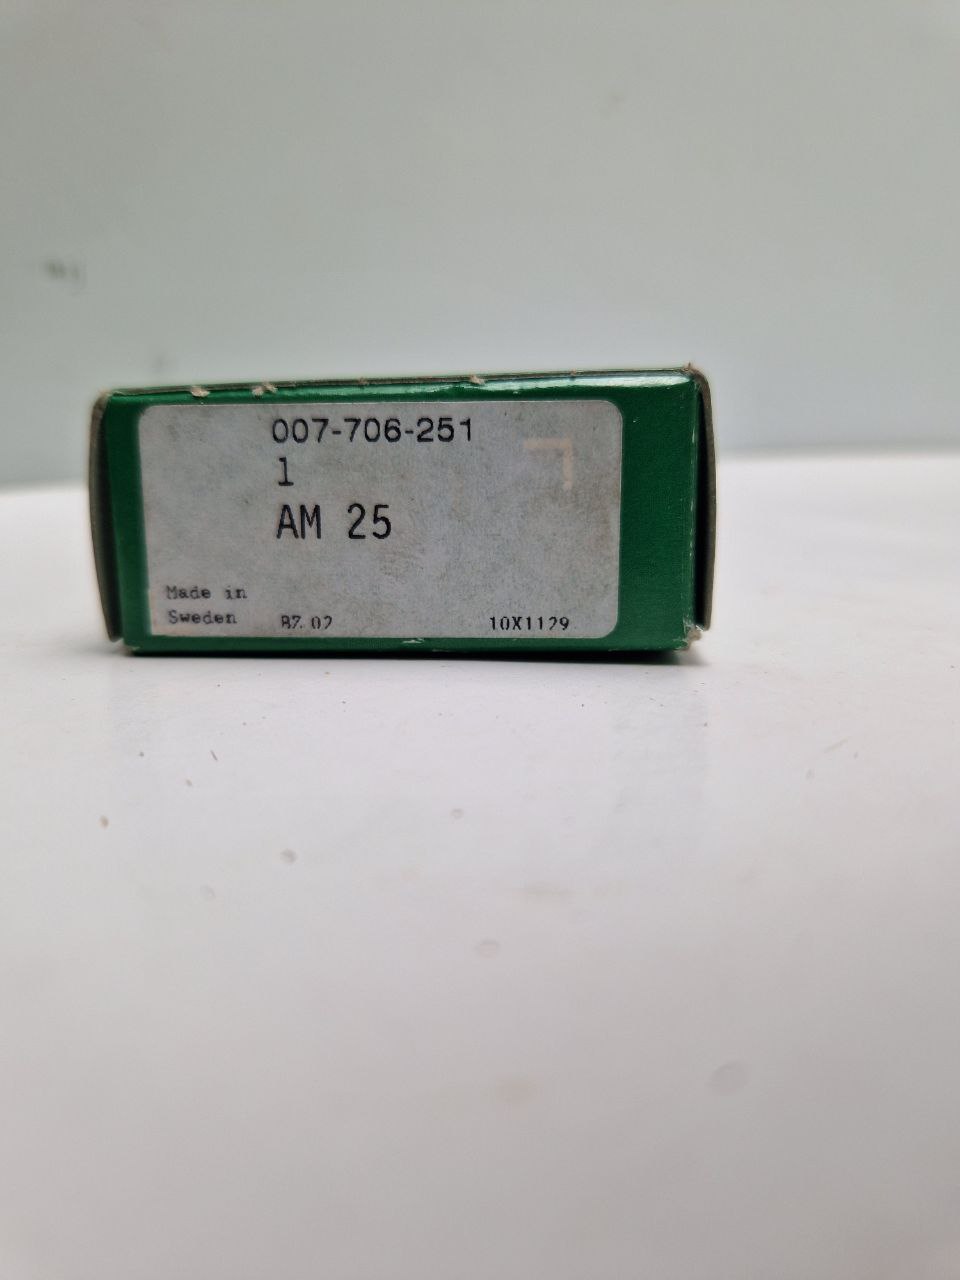 007-706-251
1
AM 25
Made in
Sweden BZ 02 10X1129